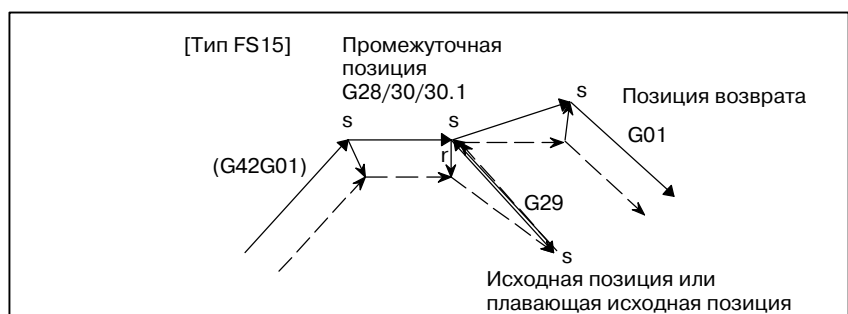 [Тип FS15]
Промежуточная
позиция
G28/30/30.1
s
s
s
Позиция возврата
G01
(G42G01)
r
G29
s
Исходная позиция или
плавающая исходная позиция